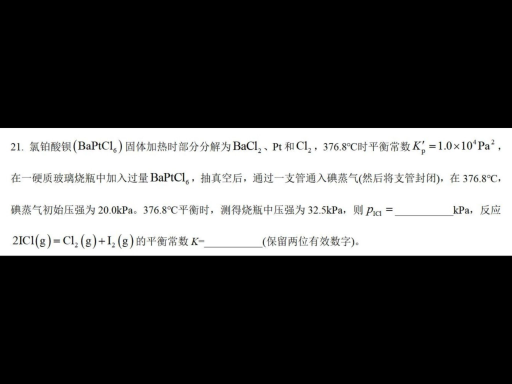 21. 氯铂酸钡(BaPtCl₆)固体加热时部分分解为BaCl₂、Pt和Cl₂，376.8℃时平衡常数K′ₚ=1.0×10⁴Pa²，
在一硬质玻璃烧瓶中加入过量BaPtCl₆，抽真空后，通过一支管通入碘蒸气(然后将支管封闭)，在376.8℃，
碘蒸气初始压强为20.0kPa。376.8℃平衡时，测得烧瓶中压强为32.5kPa，则p_ICl=__________kPa，反应
2ICl(g)=Cl₂(g)+I₂(g)的平衡常数K=__________(保留两位有效数字)。